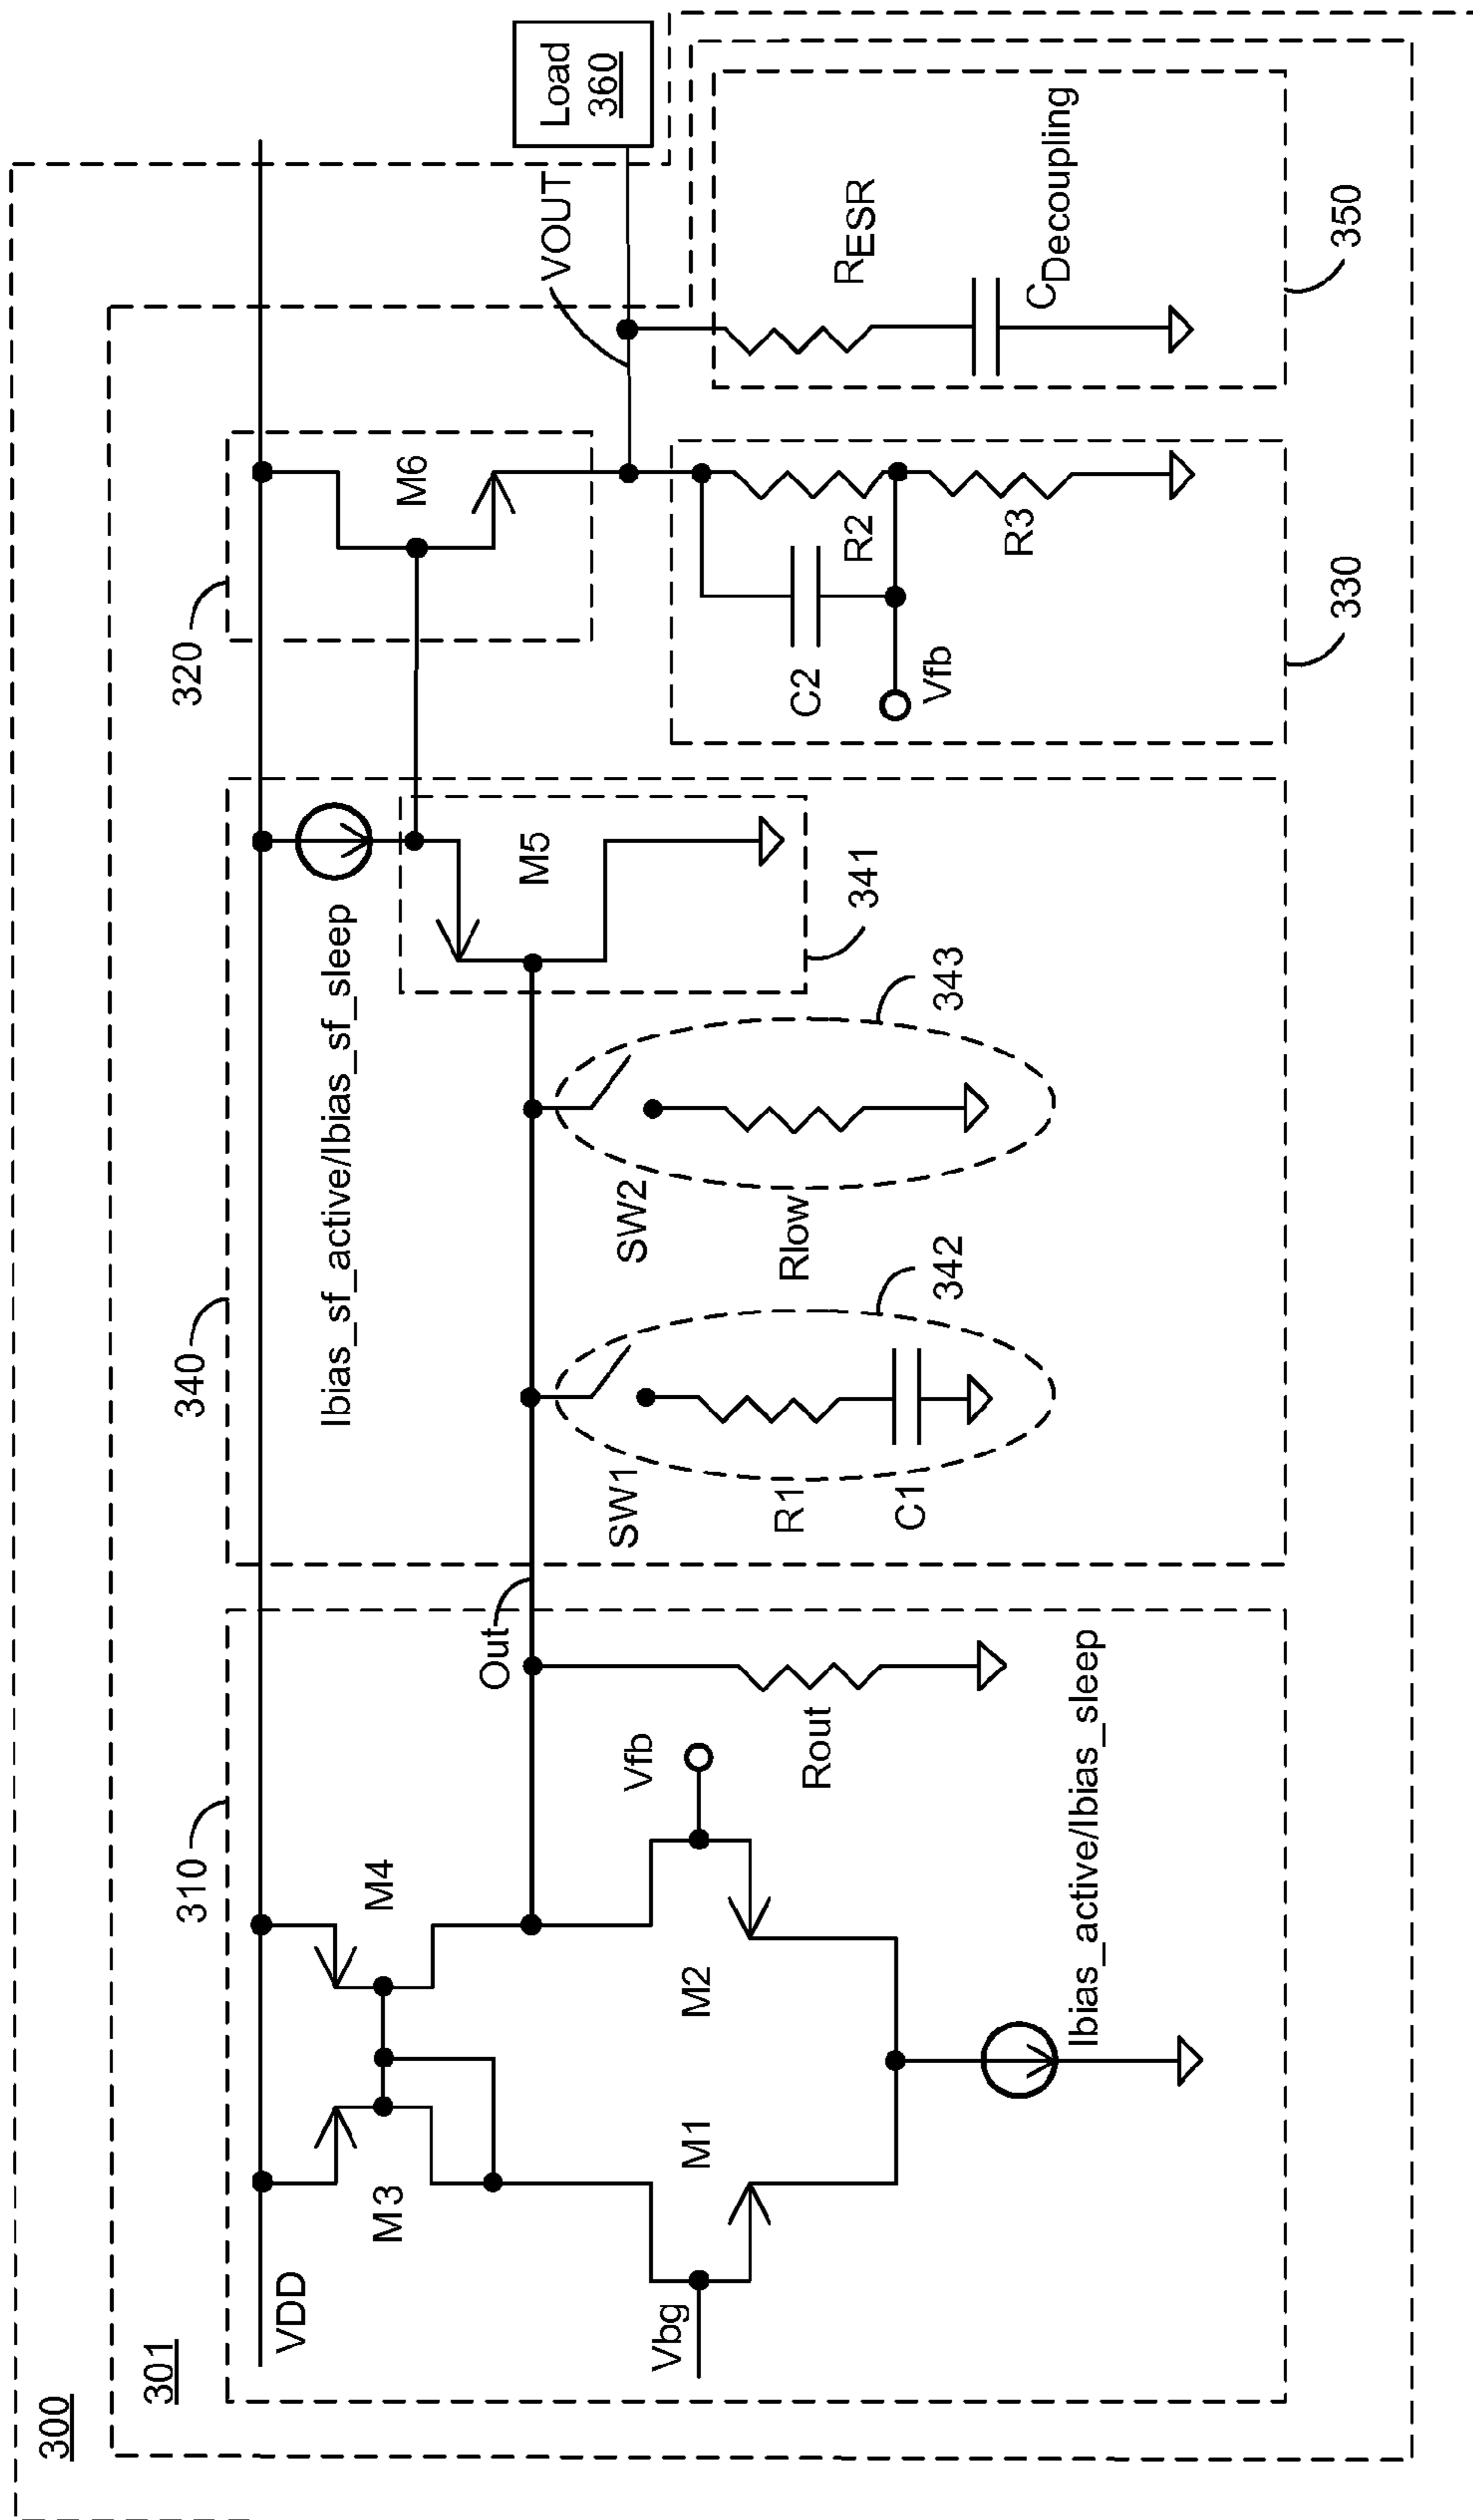 300
301
VDD
310
M3
M4
Vbg
M1
M2
Vfb
Out
Rout
Ibias_active/Ibias_sleep
340
Ibias_sf_active/Ibias_sf_sleep
SW1
R1
C1
342
SW2
Rlow
343
M5
341
320
M6
C2
R2
Vfb
R3
330
VOUT
Load
360
RESR
CDecoupling
350